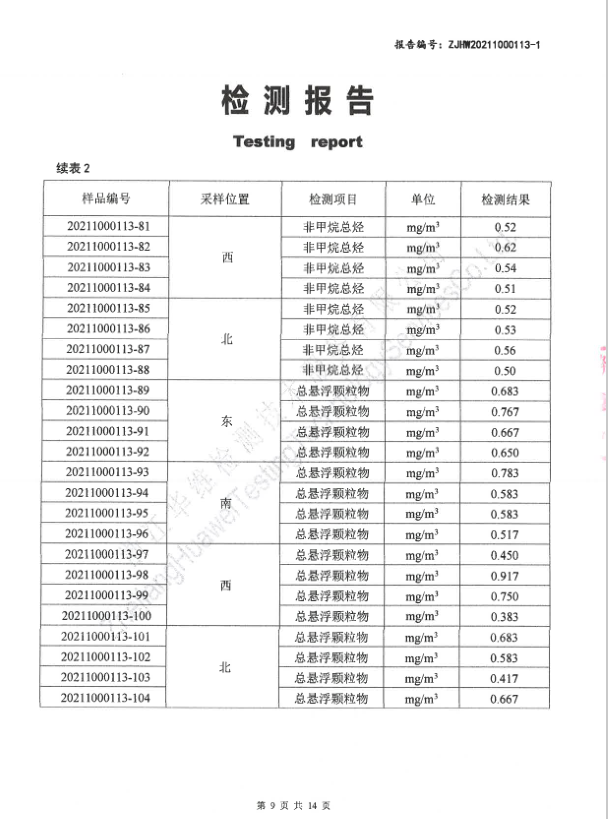 报告编号：ZJHW20211000113-1
检测报告
Testing report
续表2
样品编号 采样位置 检测项目 单位 检测结果
20211000113-81 西 非甲烷总烃 mg/m³ 0.52
20211000113-82 非甲烷总烃 mg/m³ 0.62
20211000113-83 非甲烷总烃 mg/m³ 0.54
20211000113-84 非甲烷总烃 mg/m³ 0.51
20211000113-85 北 非甲烷总烃 mg/m³ 0.52
20211000113-86 非甲烷总烃 mg/m³ 0.53
20211000113-87 非甲烷总烃 mg/m³ 0.56
20211000113-88 非甲烷总烃 mg/m³ 0.50
20211000113-89 东 总悬浮颗粒物 mg/m³ 0.683
20211000113-90 总悬浮颗粒物 mg/m³ 0.767
20211000113-91 总悬浮颗粒物 mg/m³ 0.667
20211000113-92 总悬浮颗粒物 mg/m³ 0.650
20211000113-93 南 总悬浮颗粒物 mg/m³ 0.783
20211000113-94 总悬浮颗粒物 mg/m³ 0.583
20211000113-95 总悬浮颗粒物 mg/m³ 0.583
20211000113-96 总悬浮颗粒物 mg/m³ 0.517
20211000113-97 西 总悬浮颗粒物 mg/m³ 0.450
20211000113-98 总悬浮颗粒物 mg/m³ 0.917
20211000113-99 总悬浮颗粒物 mg/m³ 0.750
20211000113-100 总悬浮颗粒物 mg/m³ 0.383
20211000113-101 北 总悬浮颗粒物 mg/m³ 0.683
20211000113-102 总悬浮颗粒物 mg/m³ 0.583
20211000113-103 总悬浮颗粒物 mg/m³ 0.417
20211000113-104 总悬浮颗粒物 mg/m³ 0.667
第 9 页 共 14 页